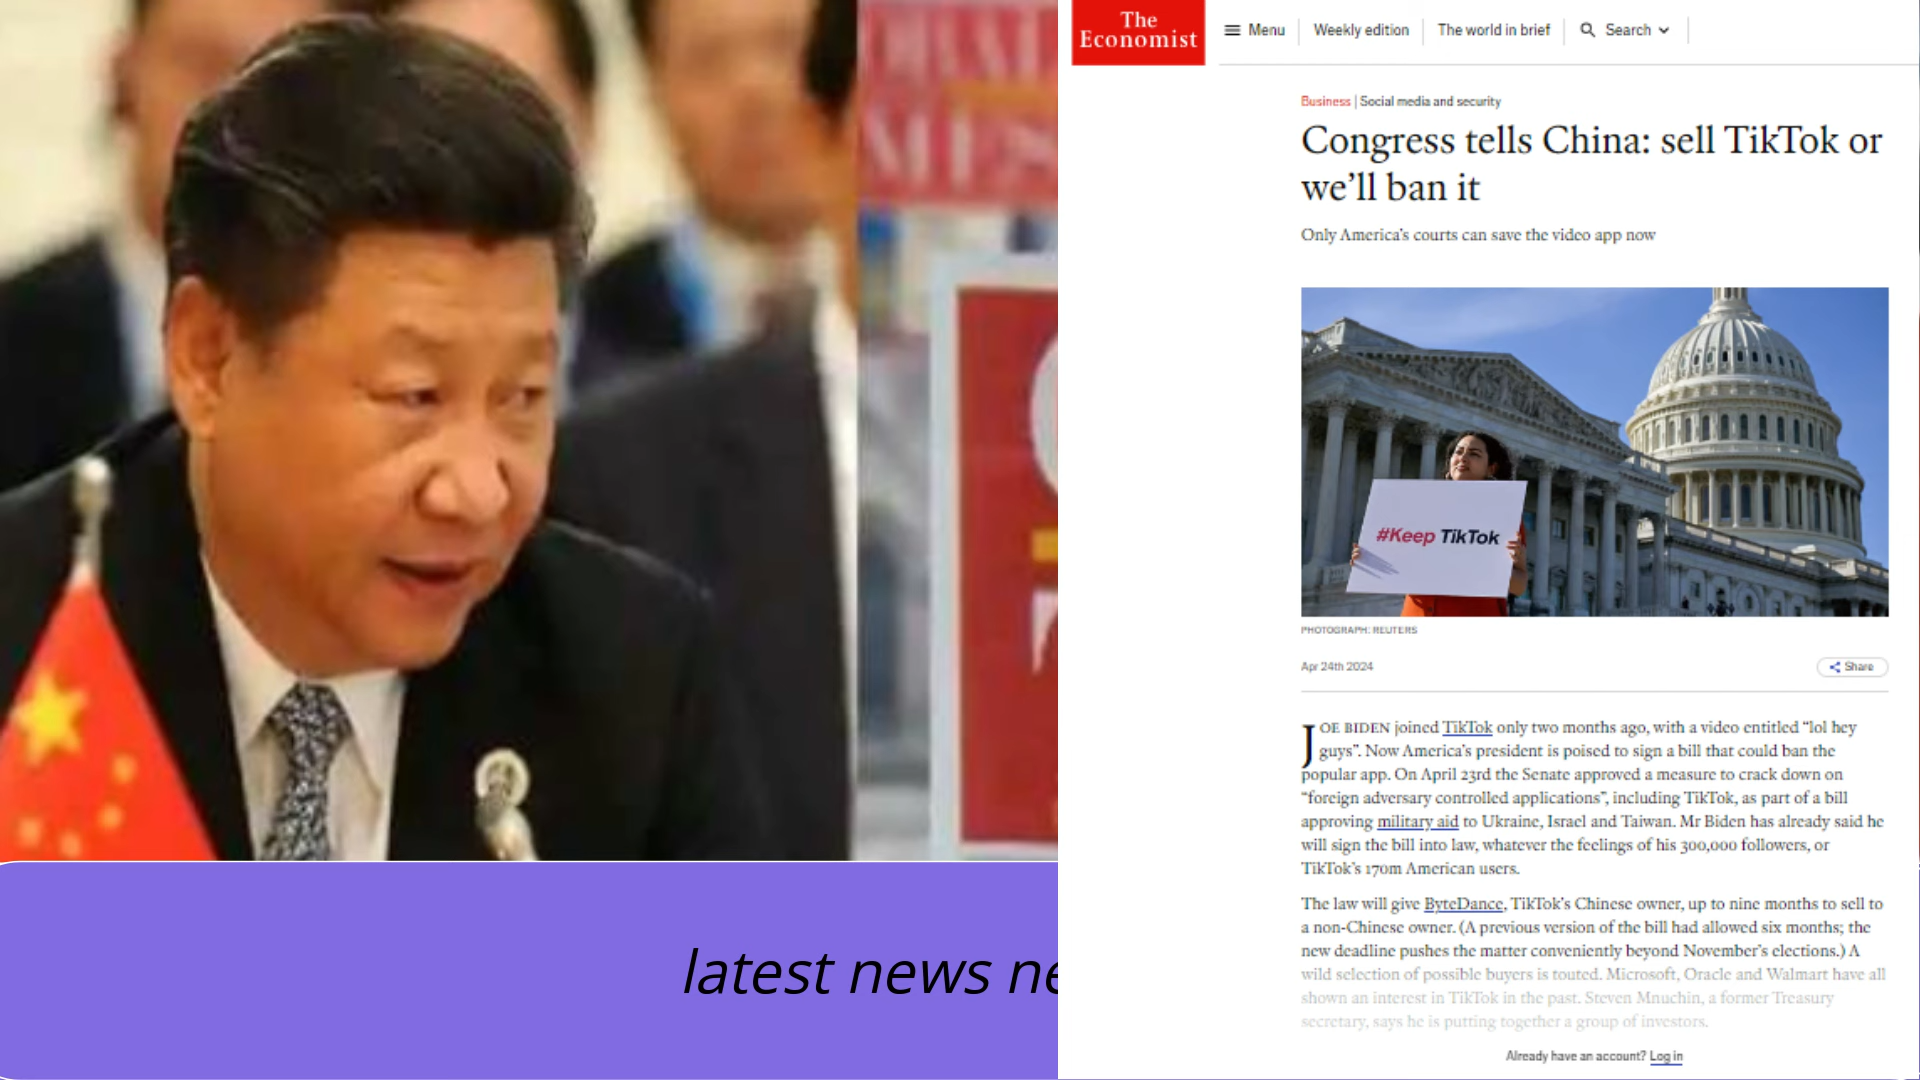 latest news ne
The
Economist
Menu
Weekly edition
The world in brief
Search
Business | Social media and security
Congress tells China: sell TikTok or
we’ll ban it
Only America’s courts can save the video app now
#Keep TikTok
PHOTOGRAPH: REUTERS
Apr 24th 2024
Share
JOE BIDEN joined TikTok only two months ago, with a video entitled “lol hey
guys”. Now America’s president is poised to sign a bill that could ban the
popular app. On April 23rd the Senate approved a measure to crack down on
“foreign adversary controlled applications”, including TikTok, as part of a bill
approving military aid to Ukraine, Israel and Taiwan. Mr Biden has already said he
will sign the bill into law, whatever the feelings of his 300,000 followers, or
TikTok’s 170m American users.
The law will give ByteDance, TikTok’s Chinese owner, up to nine months to sell to
a non-Chinese owner. (A previous version of the bill had allowed six months; the
new deadline pushes the matter conveniently beyond November’s elections.) A
wild selection of possible buyers is touted. Microsoft, Oracle and Walmart have all
shown an interest in TikTok in the past. Steven Mnuchin, a former Treasury
secretary, says he is putting together a group of investors.
Already have an account? Log in